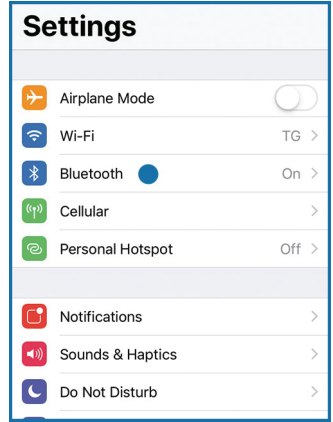 Settings
Airplane Mode
Wi-Fi TG
Bluetooth On
Cellular
Personal Hotspot Off
Notifications
Sounds & Haptics
Do Not Disturb